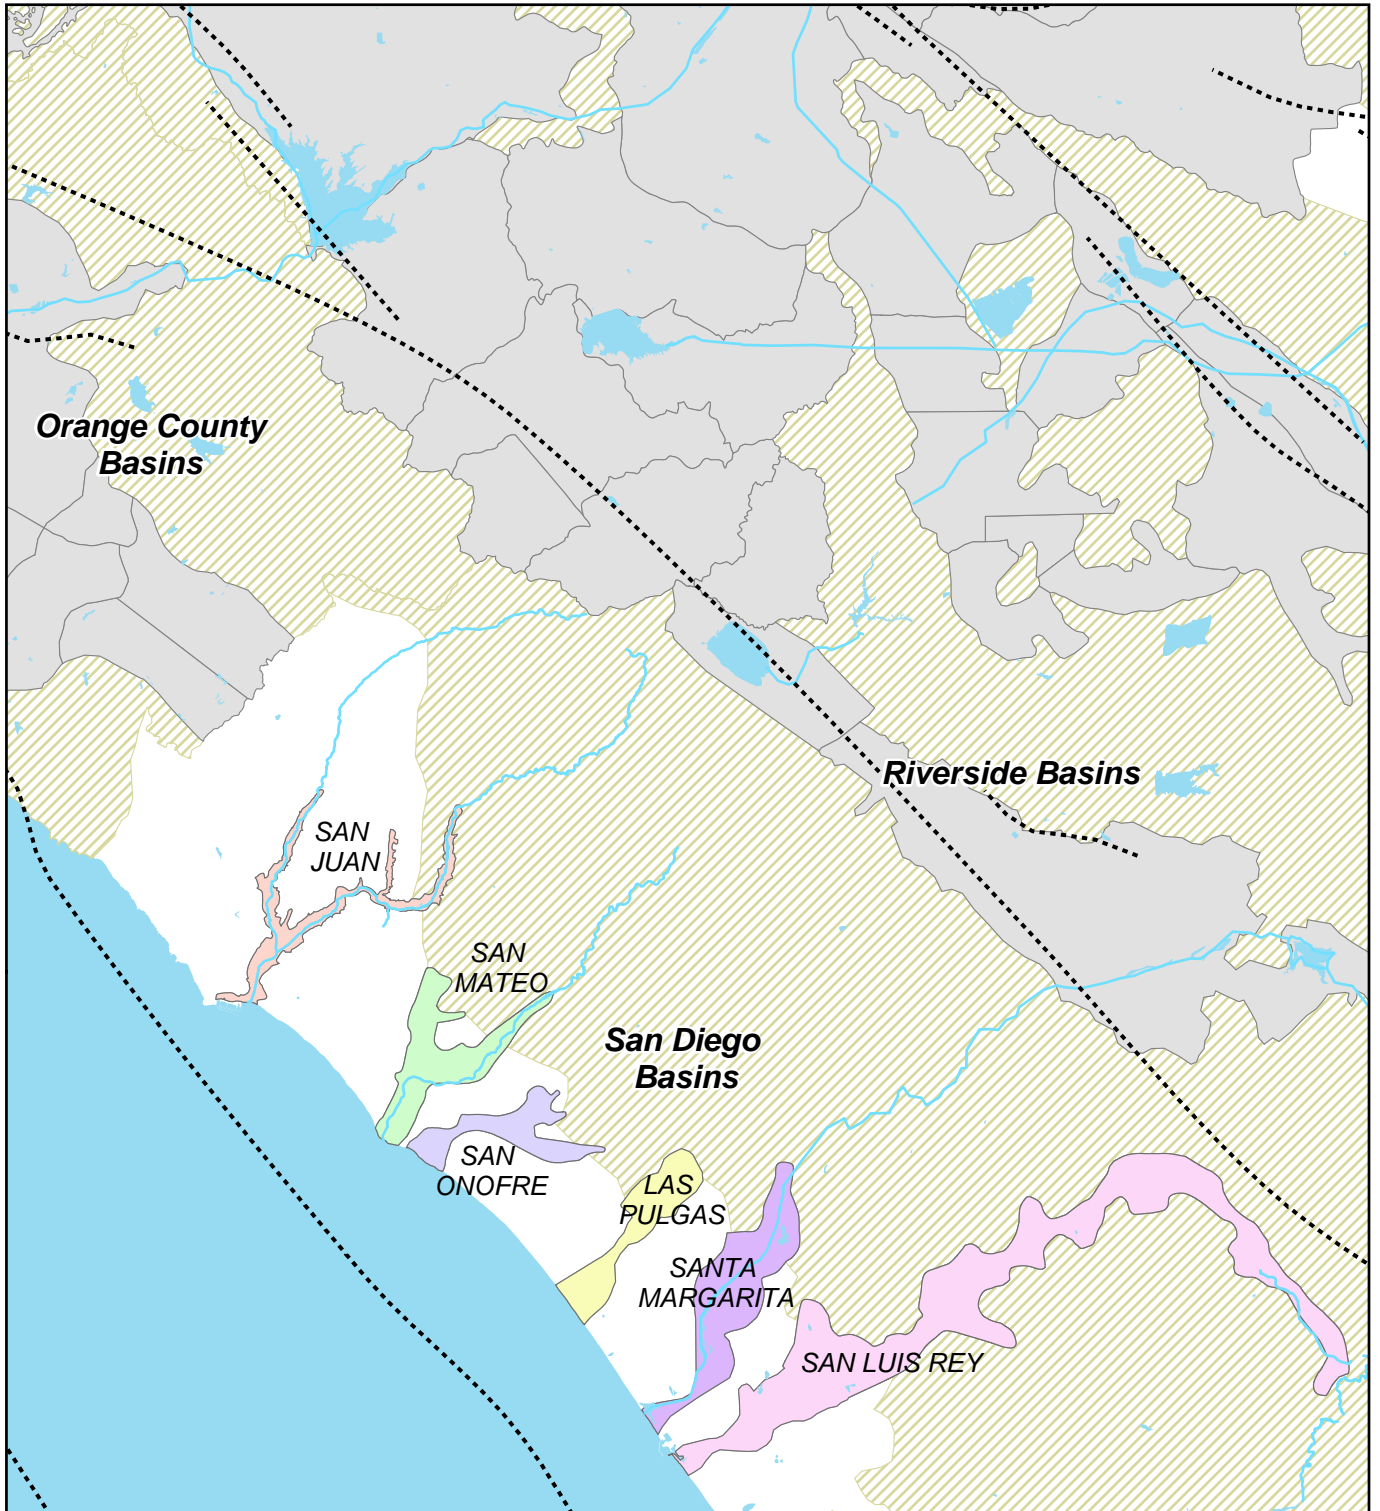 Orange County
Basins
Riverside Basins
SAN
JUAN
SAN
MATEO
San Diego
Basins
SAN
ONOFRE
LAS
PULGAS
SANTA
MARGARITA
SAN LUIS REY